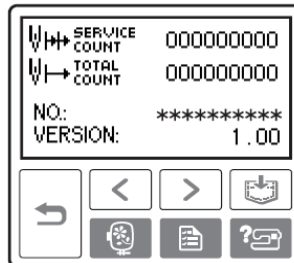 SERVICE COUNT 000000000
TOTAL COUNT 000000000
NO.: **********
VERSION: 1.00
?